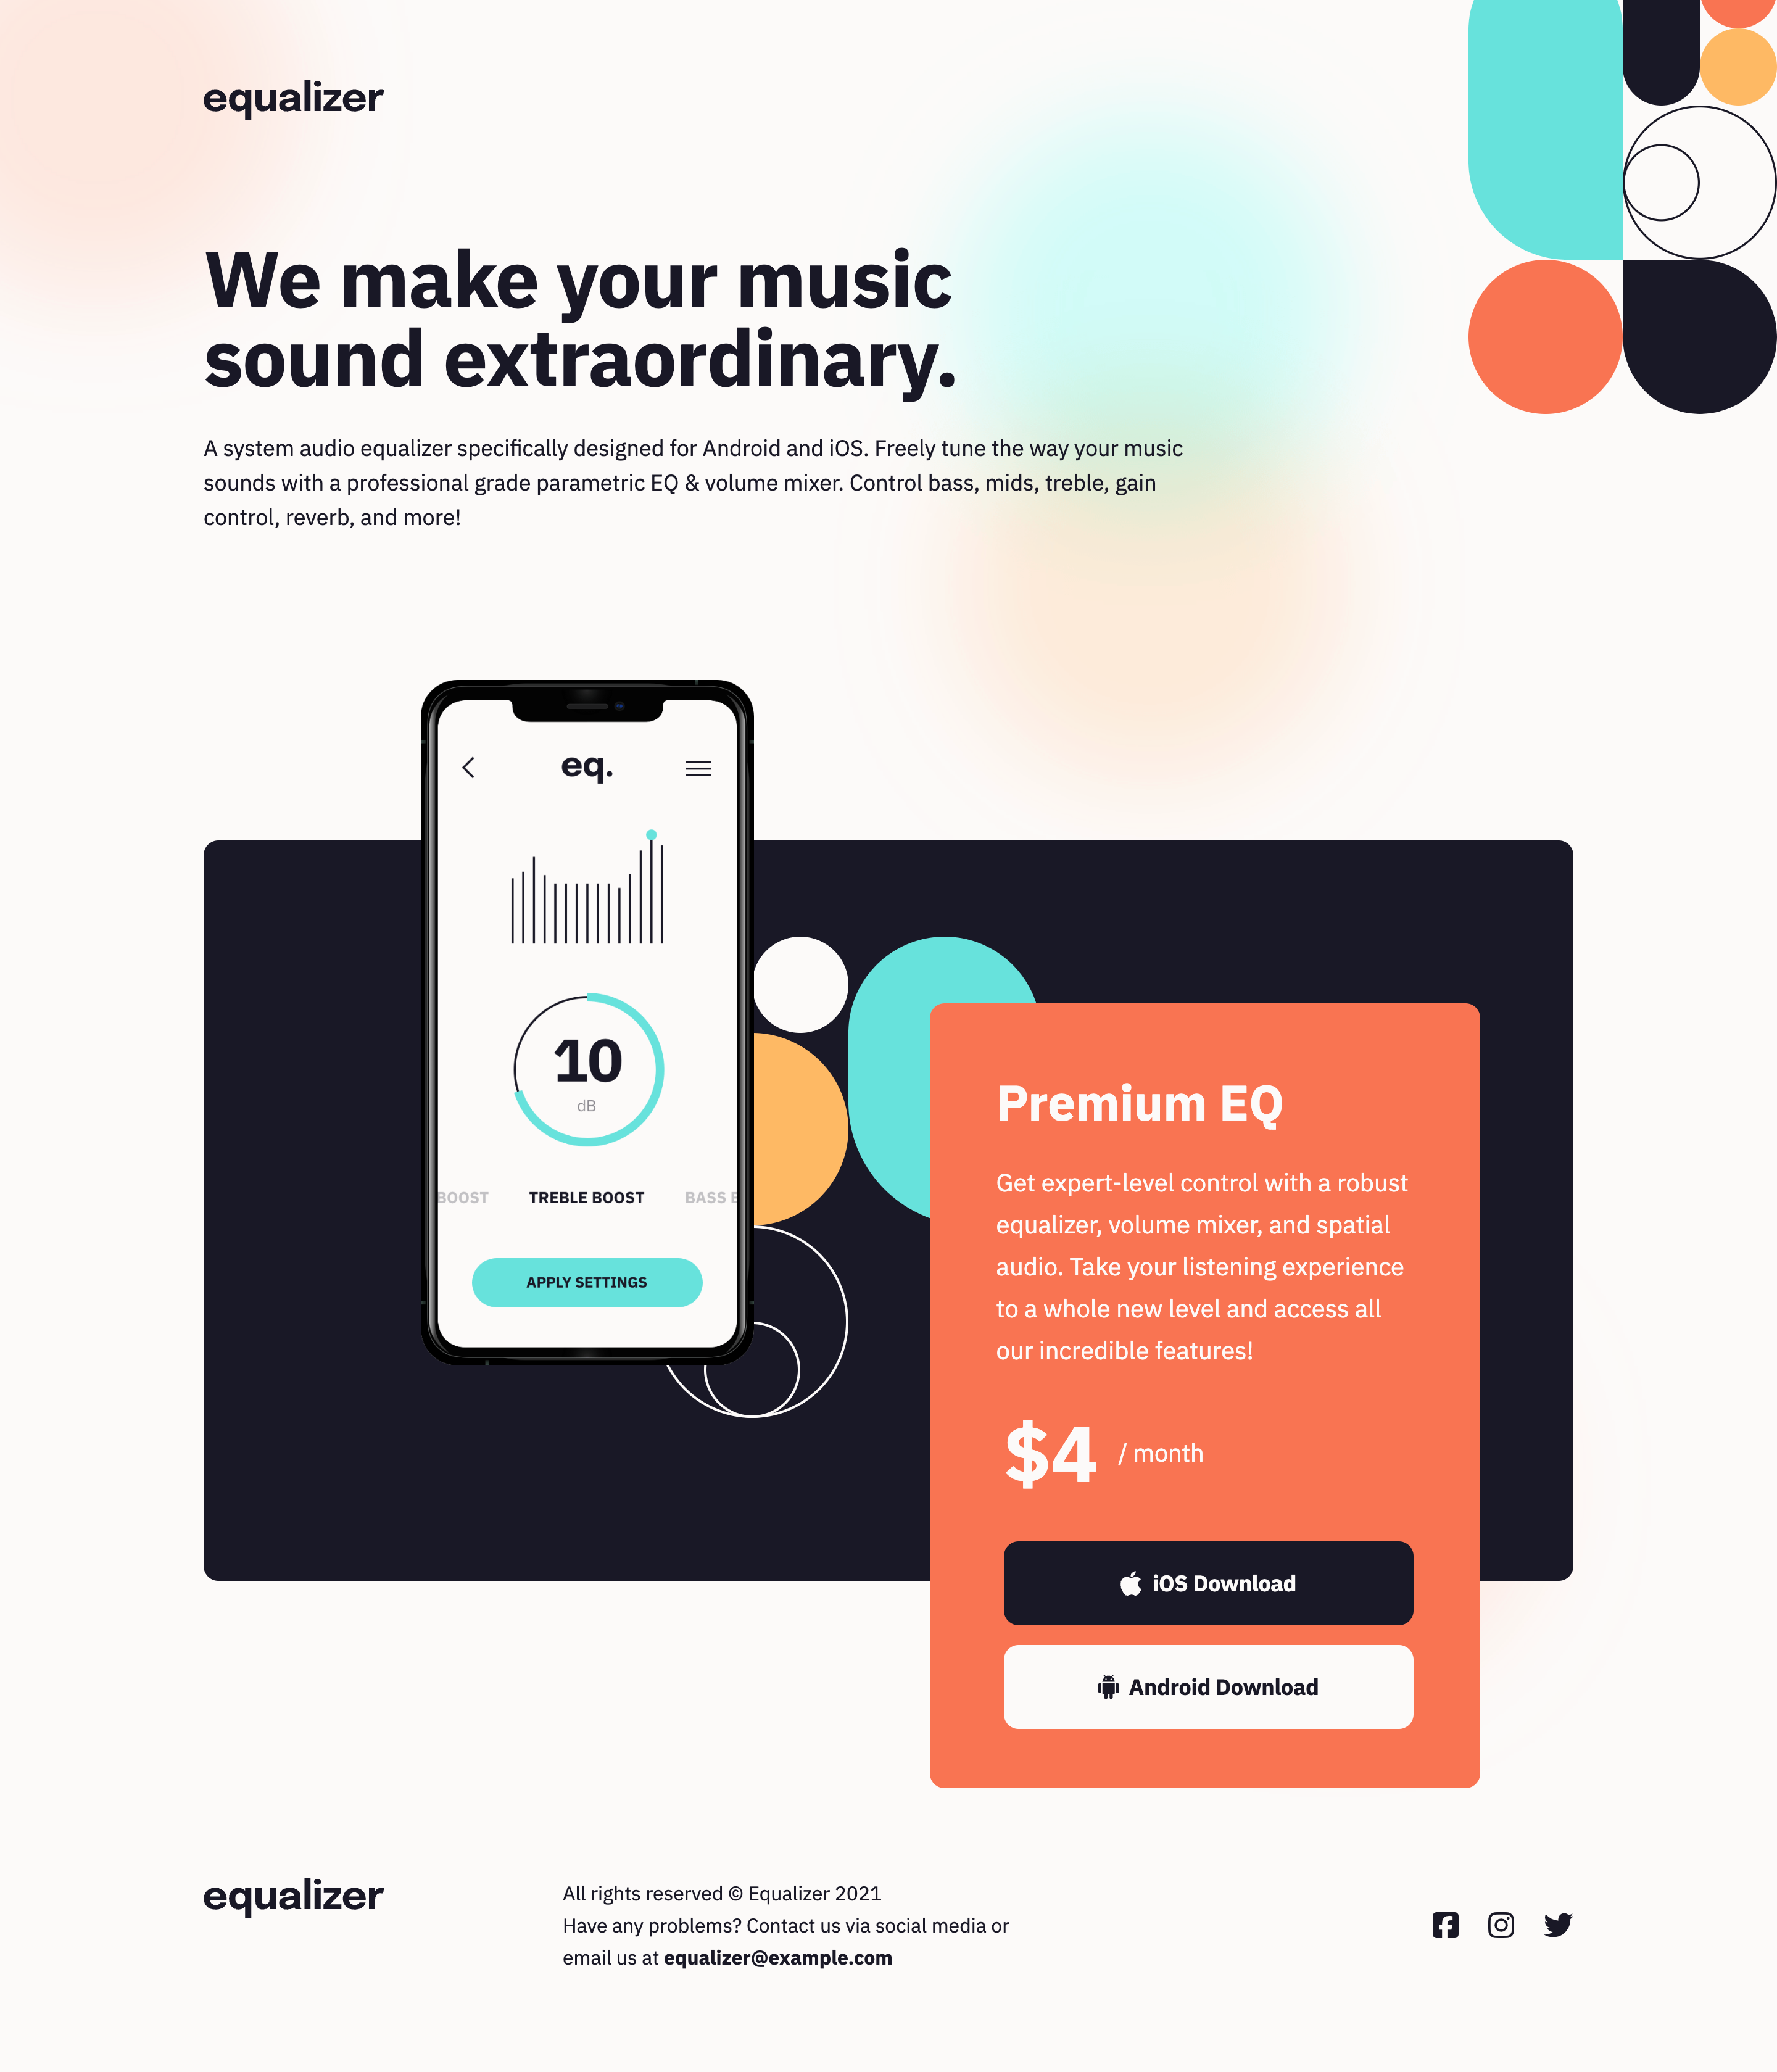 equalizer
We make your music
sound extraordinary.
A system audio equalizer specifically designed for Android and iOS. Freely tune the way your music
sounds with a professional grade parametric EQ & volume mixer. Control bass, mids, treble, gain
control, reverb, and more!
eq.
10
dB
BOOST TREBLE BOOST BASS B
APPLY SETTINGS
Premium EQ
Get expert-level control with a robust
equalizer, volume mixer, and spatial
audio. Take your listening experience
to a whole new level and access all
our incredible features!
$4 / month
iOS Download
Android Download
equalizer
All rights reserved © Equalizer 2021
Have any problems? Contact us via social media or
email us at equalizer@example.com